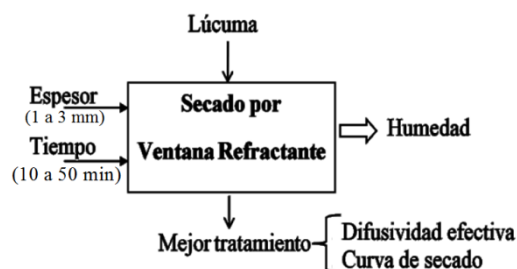 Lúcuma
Espesor
(1 a 3 mm)
Tiempo
(10 a 50 min)
Secado por
Ventana Refractante
Humedad
Mejor tratamiento
Difusividad efectiva
Curva de secado